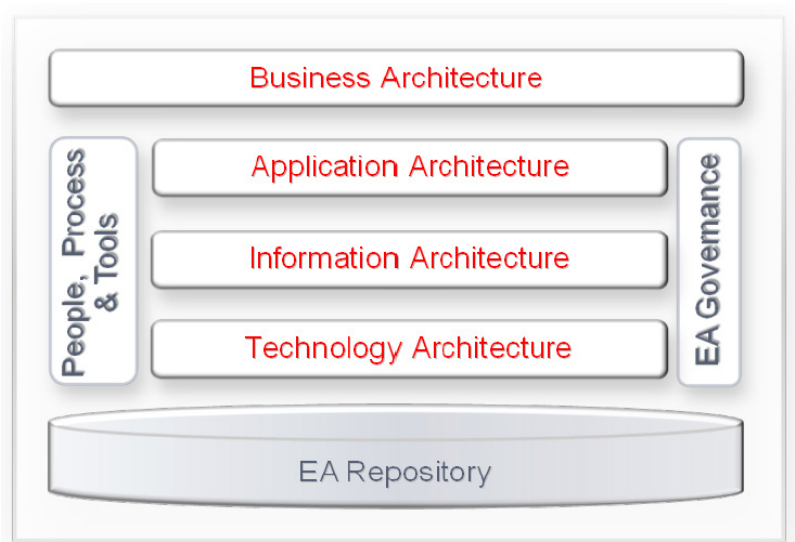 Business Architecture
People, Process
& Tools
Application Architecture
Information Architecture
Technology Architecture
EA Governance
EA Repository